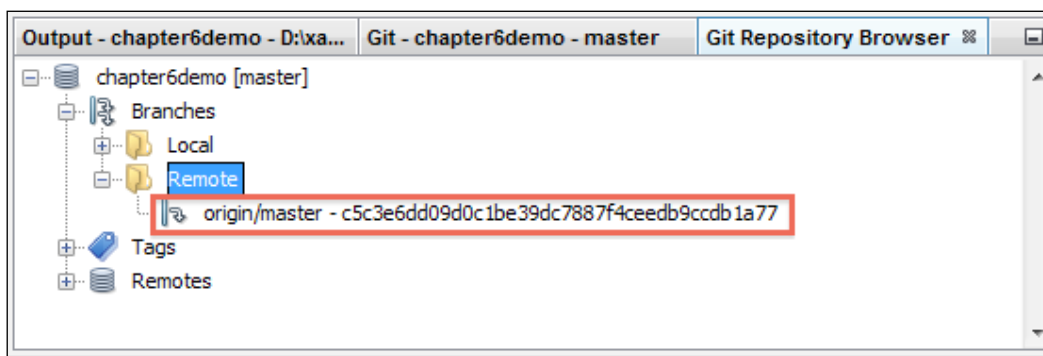 Output - chapter6demo - D:\xa...
Git - chapter6demo - master
Git Repository Browser
chapter6demo [master]
Branches
Local
Remote
origin/master - c5c3e6dd09d0c1be39dc7887f4ceedb9ccdb1a77
Tags
Remotes